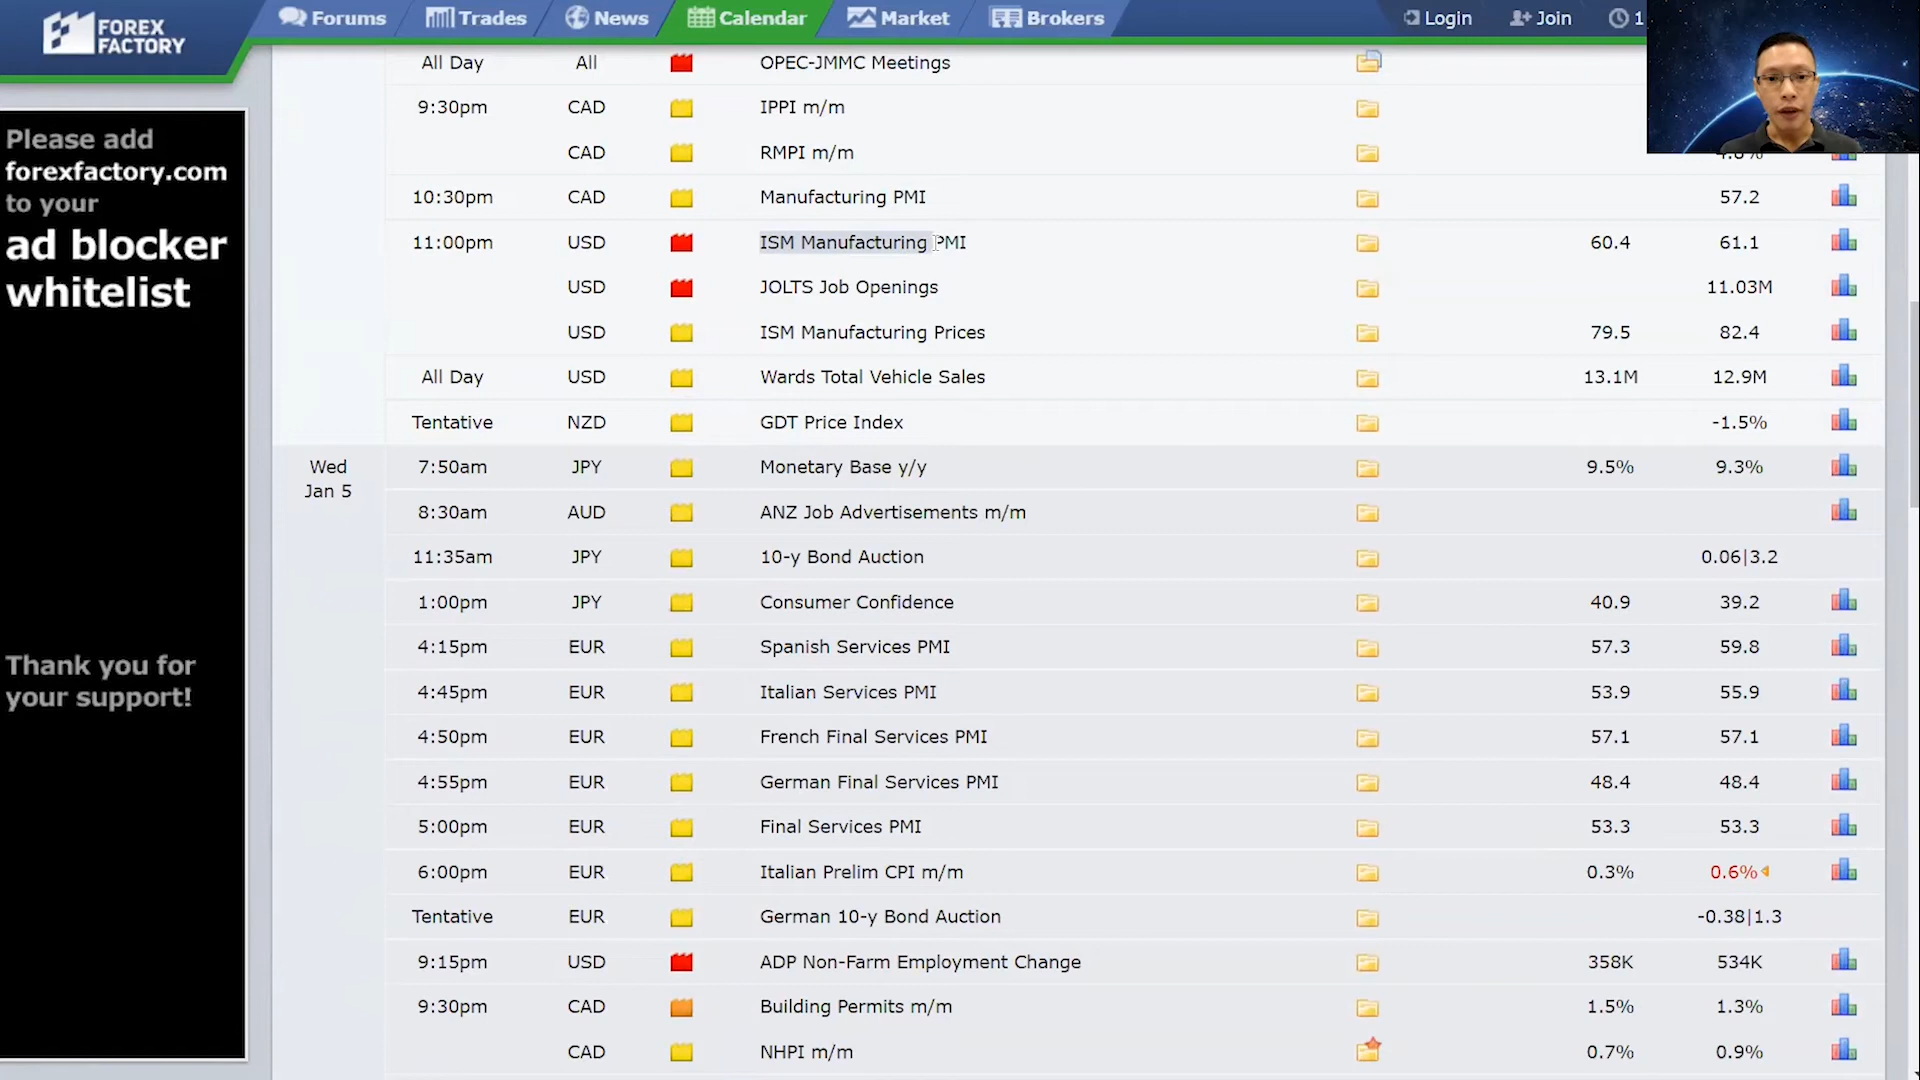 FOREX
FACTORY
Forums
Trades
News
Calendar
Market
Brokers
Login
Join
1
Please add
forexfactory.com
to your
ad blocker
whitelist
Thank you for
your support!
All Day All OPEC-JMMC Meetings
9:30pm CAD IPPI m/m
CAD RMPI m/m
10:30pm CAD Manufacturing PMI 57.2
11:00pm USD ISM Manufacturing PMI 60.4 61.1
USD JOLTS Job Openings 11.03M
USD ISM Manufacturing Prices 79.5 82.4
All Day USD Wards Total Vehicle Sales 13.1M 12.9M
Tentative NZD GDT Price Index -1.5%
Wed
Jan 5
7:50am JPY Monetary Base y/y 9.5% 9.3%
8:30am AUD ANZ Job Advertisements m/m
11:35am JPY 10-y Bond Auction 0.06|3.2
1:00pm JPY Consumer Confidence 40.9 39.2
4:15pm EUR Spanish Services PMI 57.3 59.8
4:45pm EUR Italian Services PMI 53.9 55.9
4:50pm EUR French Final Services PMI 57.1 57.1
4:55pm EUR German Final Services PMI 48.4 48.4
5:00pm EUR Final Services PMI 53.3 53.3
6:00pm EUR Italian Prelim CPI m/m 0.3% 0.6%
Tentative EUR German 10-y Bond Auction -0.38|1.3
9:15pm USD ADP Non-Farm Employment Change 358K 534K
9:30pm CAD Building Permits m/m 1.5% 1.3%
CAD NHPI m/m 0.7% 0.9%